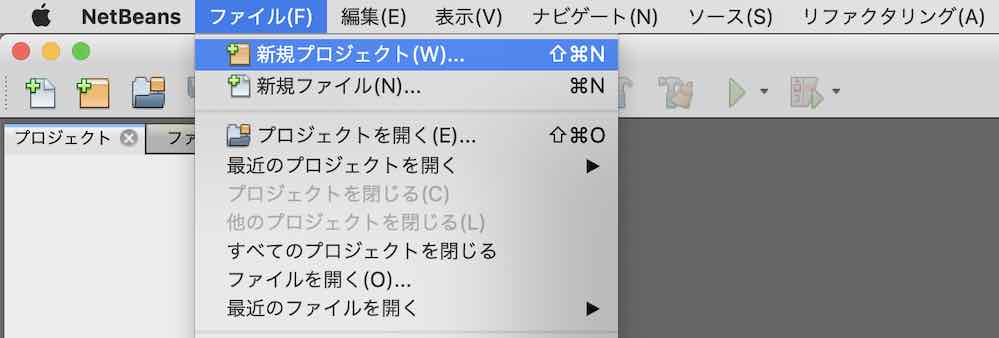 NetBeans ファイル(F) 編集(E) 表示(V) ナビゲート(N) ソース(S) リファクタリング(A)
新規プロジェクト(W)... ⇧⌘N
新規ファイル(N)... ⌘N
プロジェクト ファ
プロジェクトを開く(E)... ⇧⌘O
最近のプロジェクトを開く ▶
プロジェクトを閉じる(C)
他のプロジェクトを閉じる(L)
すべてのプロジェクトを閉じる
ファイルを開く(O)...
最近のファイルを開く ▶